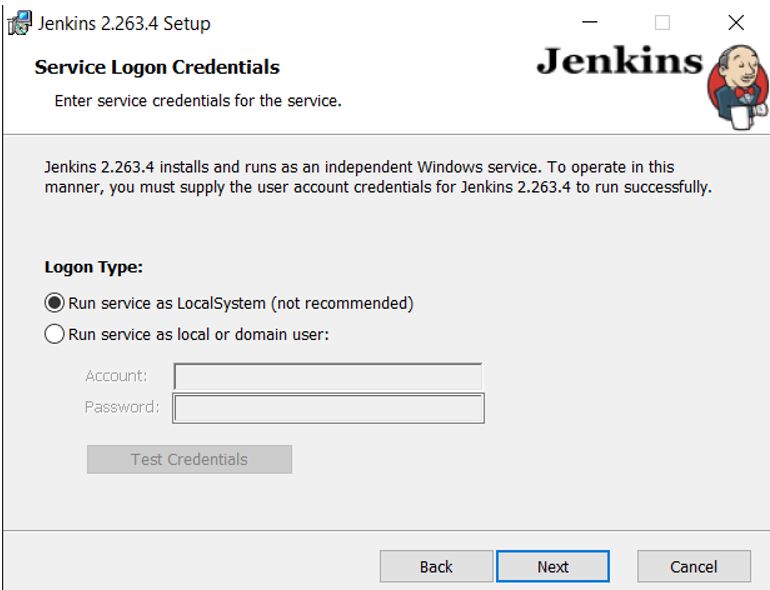 Jenkins 2.263.4 Setup
Service Logon Credentials
Enter service credentials for the service.
Jenkins
Jenkins 2.263.4 installs and runs as an independent Windows service. To operate in this
manner, you must supply the user account credentials for Jenkins 2.263.4 to run successfully.
Logon Type:
Run service as LocalSystem (not recommended)
Run service as local or domain user:
Account:
Password:
Test Credentials
Back
Next
Cancel